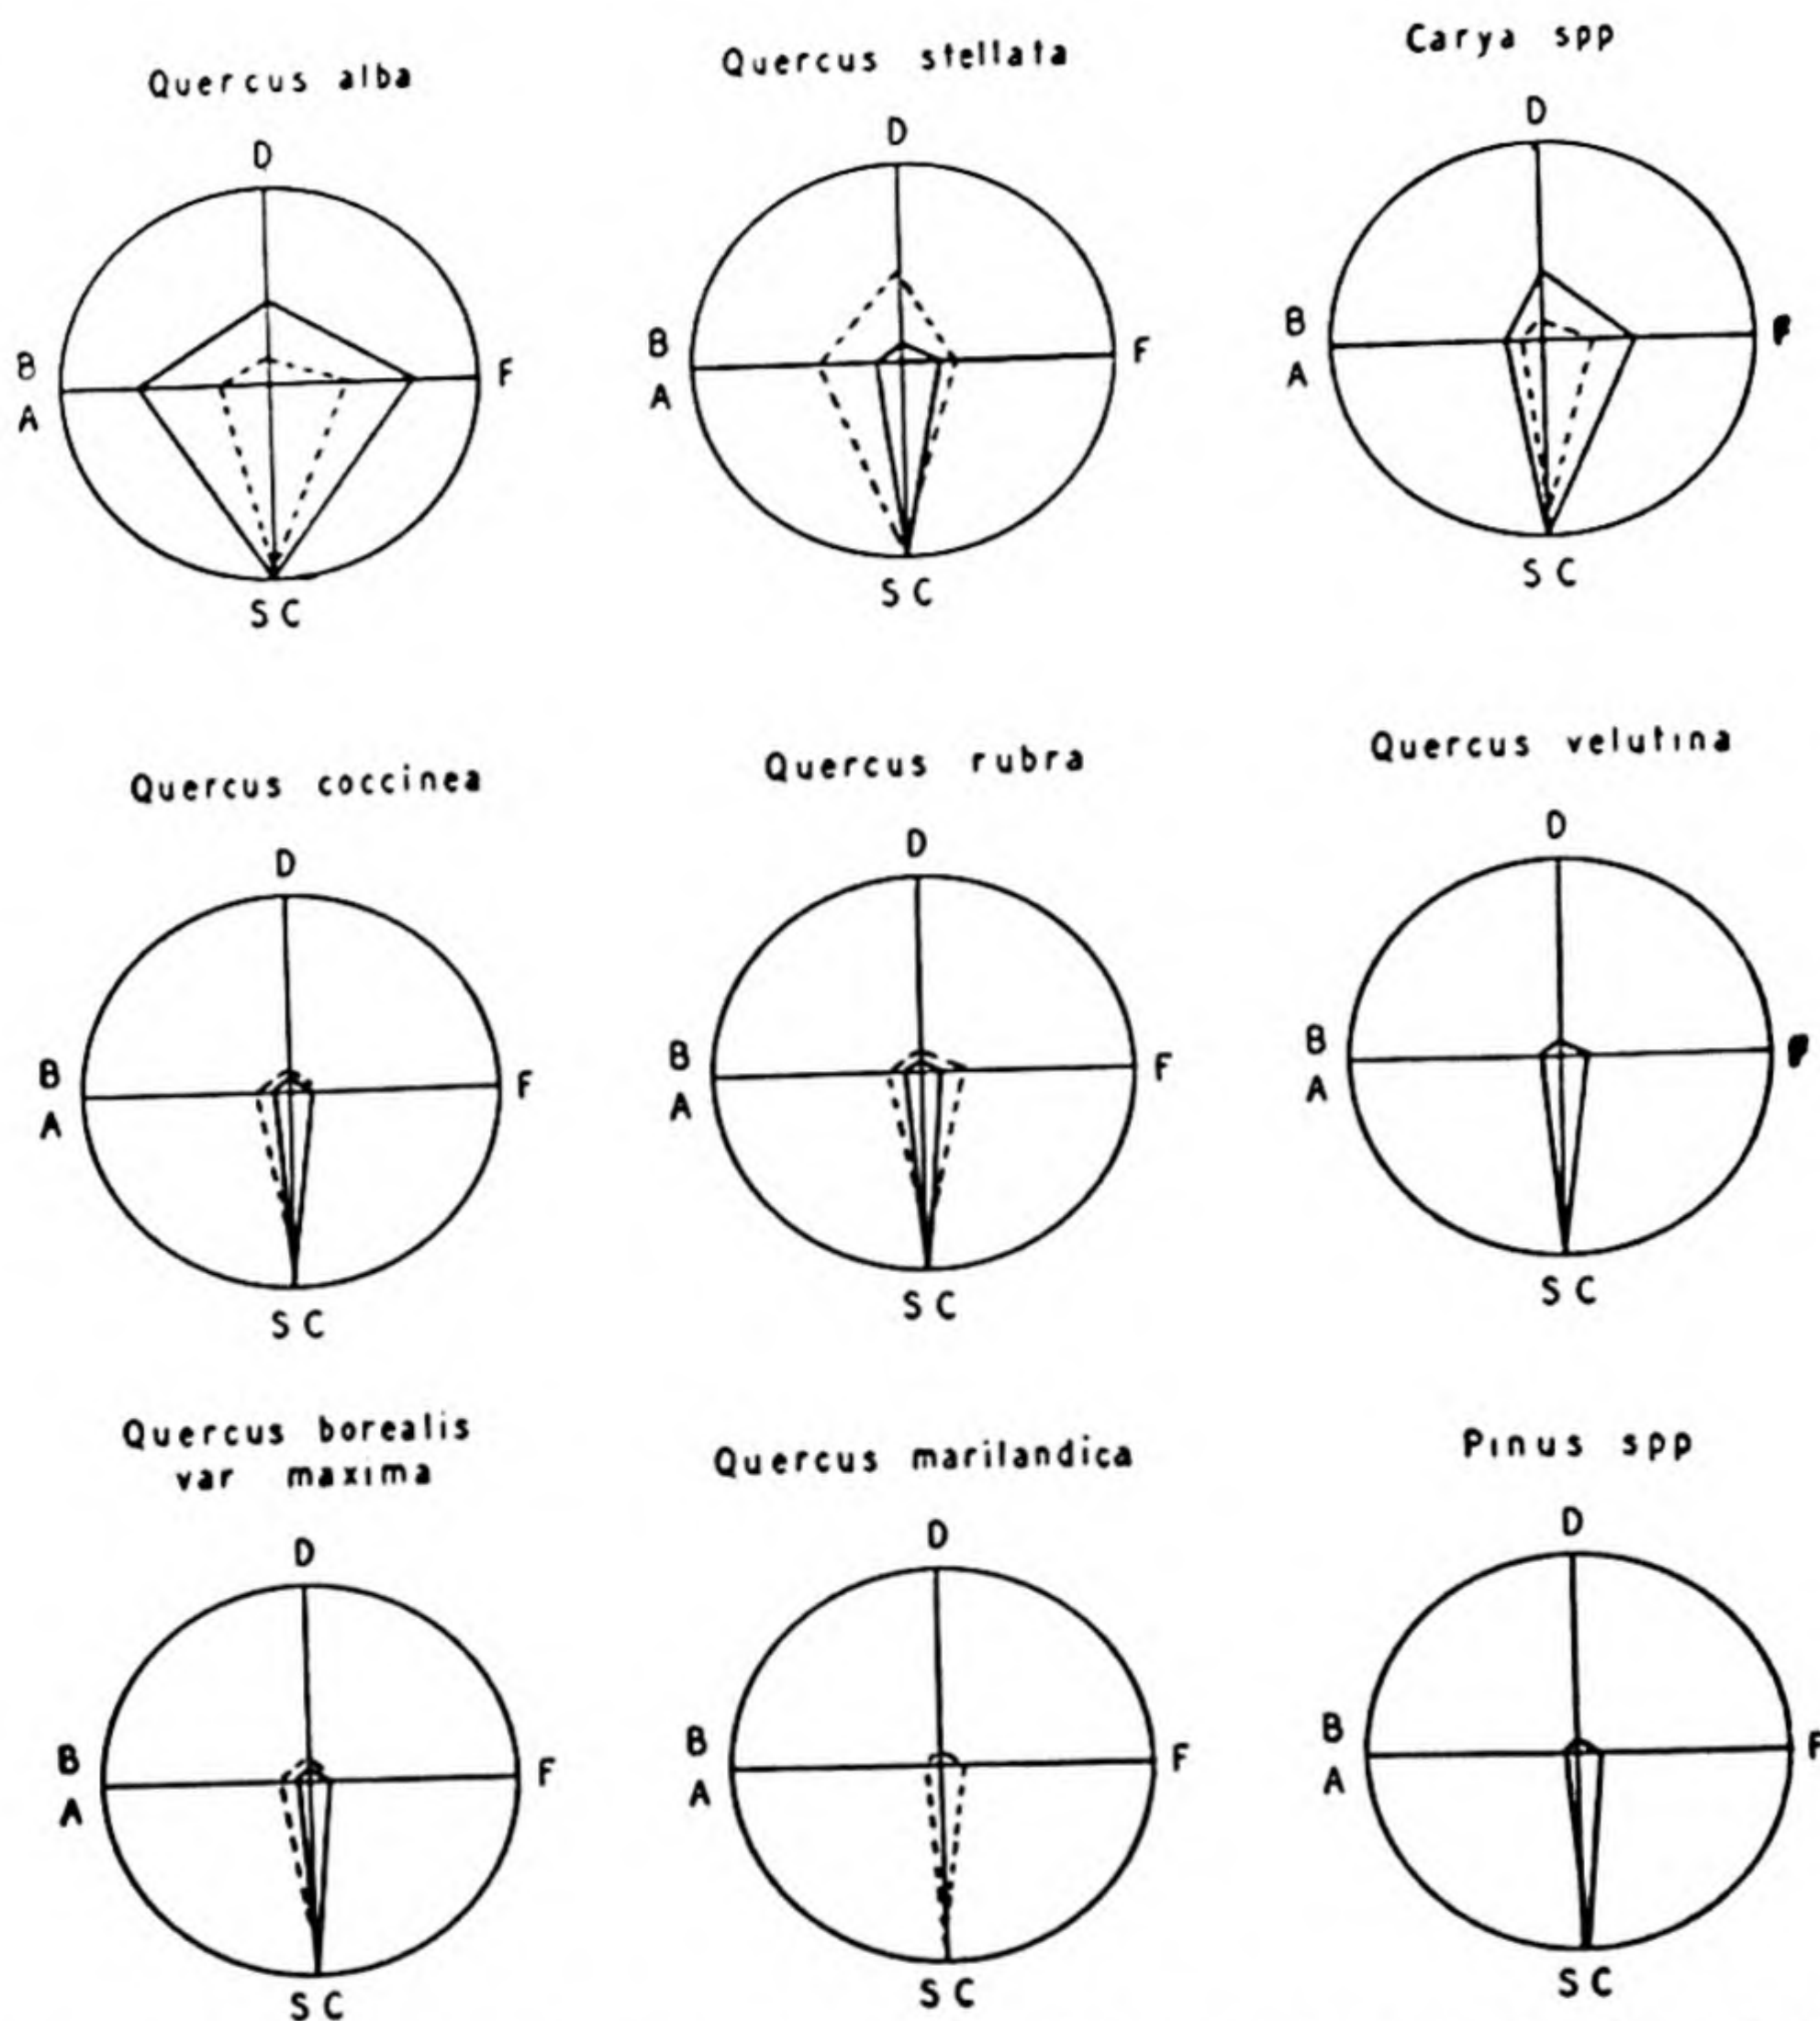 Quercus alba
D
B
F
A
SC
Quercus stellata
D
B
F
A
SC
Carya spp
D
B
F
A
SC
Quercus coccinea
D
B
F
A
SC
Quercus rubra
D
B
F
A
SC
Quercus velutina
D
B
F
A
SC
Quercus borealis
var maxima
D
B
F
A
SC
Quercus marilandica
D
B
F
A
SC
Pinus spp
D
B
F
A
SC